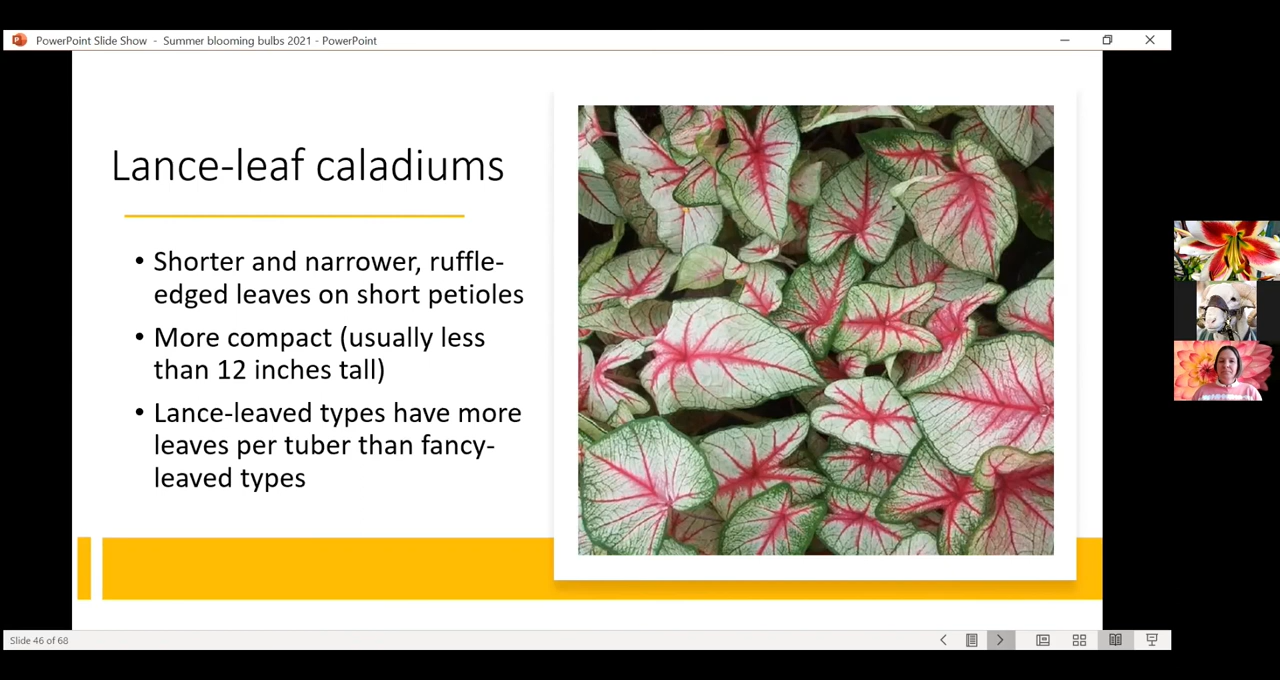 PowerPoint Slide Show - Summer blooming bulbs 2021 - PowerPoint
Lance-leaf caladiums
• Shorter and narrower, ruffle-
edged leaves on short petioles
• More compact (usually less
than 12 inches tall)
• Lance-leaved types have more
leaves per tuber than fancy-
leaved types
Slide 46 of 68